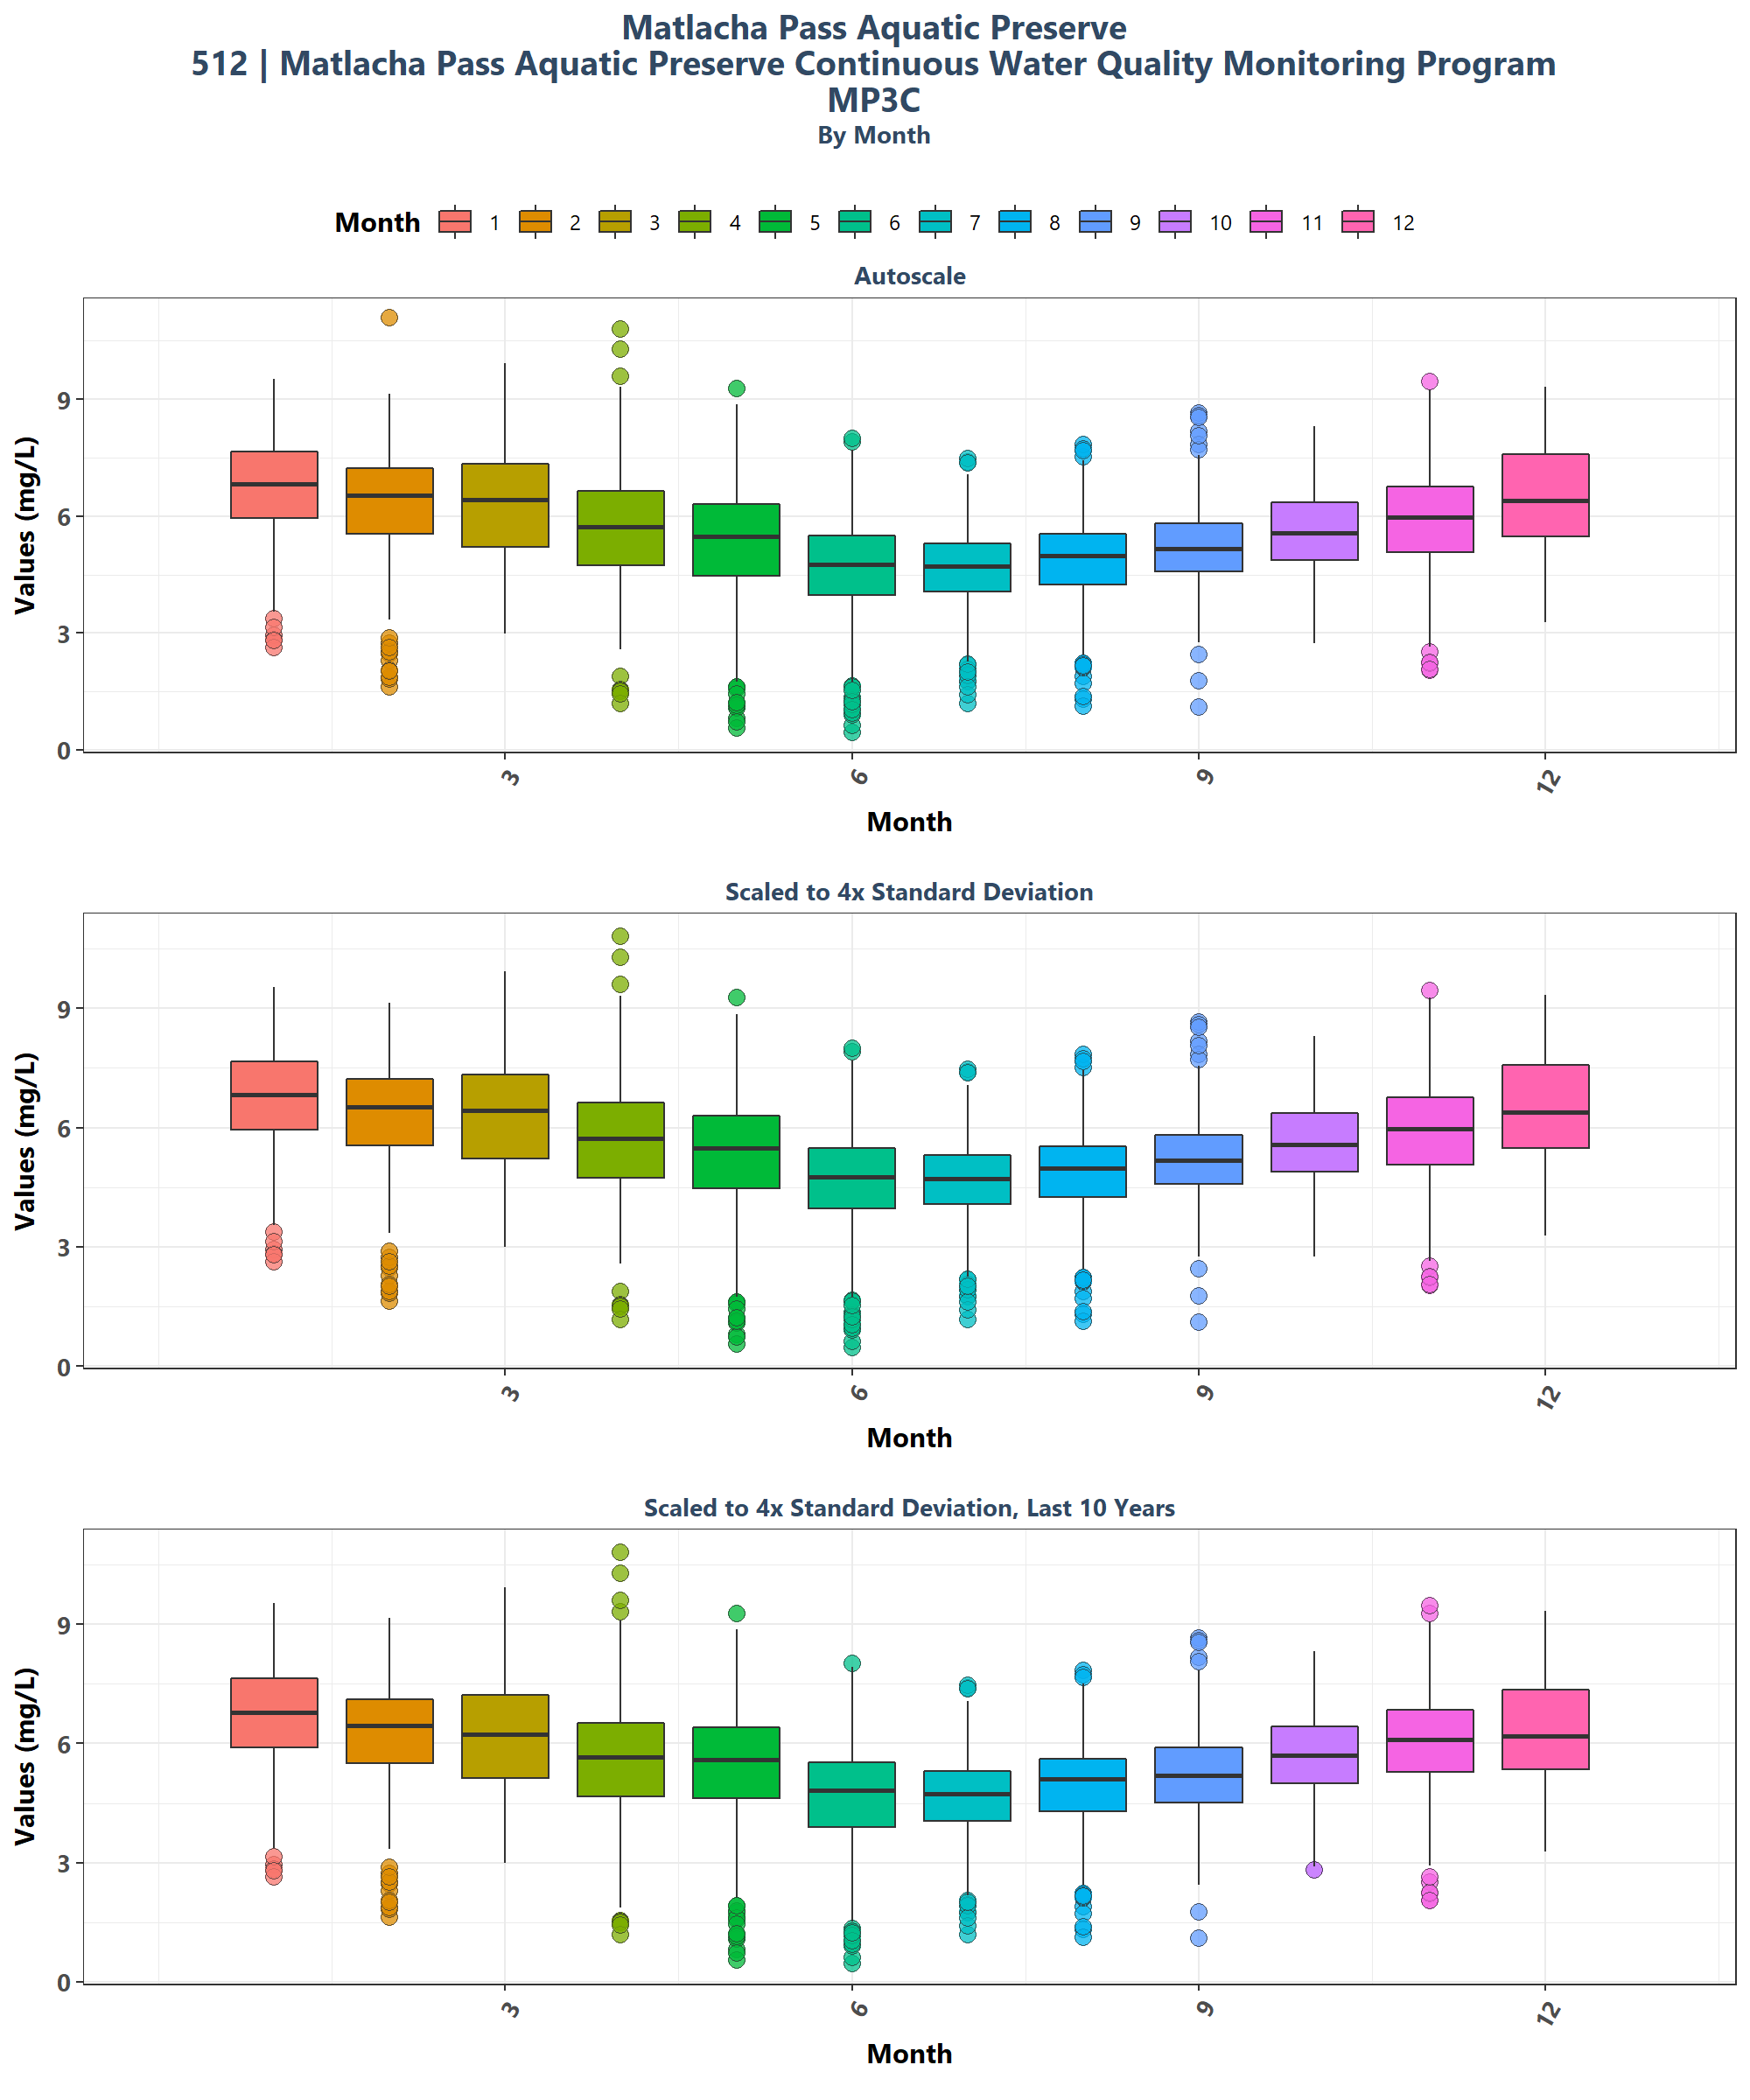 Matlacha Pass Aquatic Preserve
512 | Matlacha Pass Aquatic Preserve Continuous Water Quality Monitoring Program
MP3C
By Month
Month 1 2 3 4 5 6 7 8 9 10 11 12
Autoscale
Values (mg/L)
9
6
3
0
3 6 9 12
Month
Scaled to 4x Standard Deviation
Values (mg/L)
9
6
3
0
3 6 9 12
Month
Scaled to 4x Standard Deviation, Last 10 Years
Values (mg/L)
9
6
3
0
3 6 9 12
Month